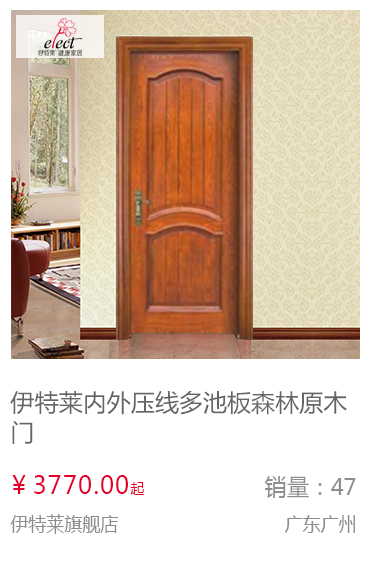 elect
伊特莱 健康家居
伊特莱内外压线多池板森林原木
门
¥ 3770.00起
销量：47
伊特莱旗舰店
广东广州